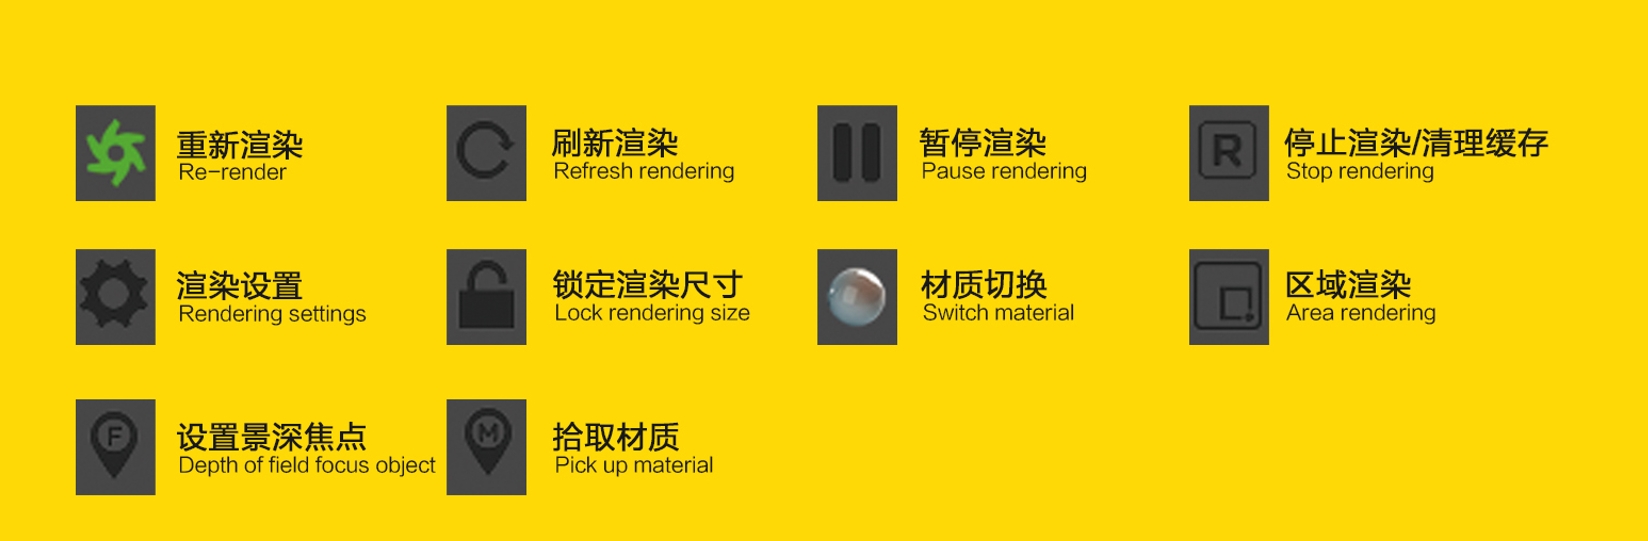 重新渲染
Re-render
刷新渲染
Refresh rendering
暂停渲染
Pause rendering
R
停止渲染/清理缓存
Stop rendering
渲染设置
Rendering settings
锁定渲染尺寸
Lock rendering size
材质切换
Switch material
区域渲染
Area rendering
F
设置景深焦点
Depth of field focus object
M
拾取材质
Pick up material